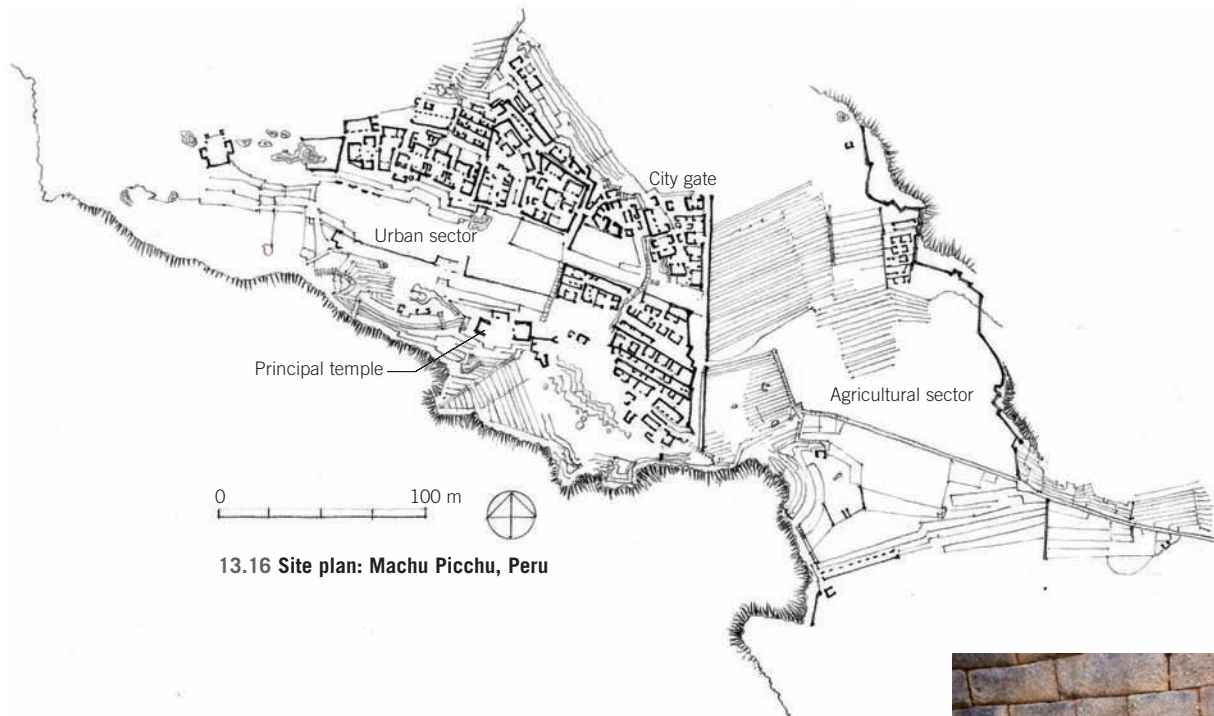 City gate
Urban sector
Principal temple
Agricultural sector
0 100 m
13.16 Site plan: Machu Picchu, Peru